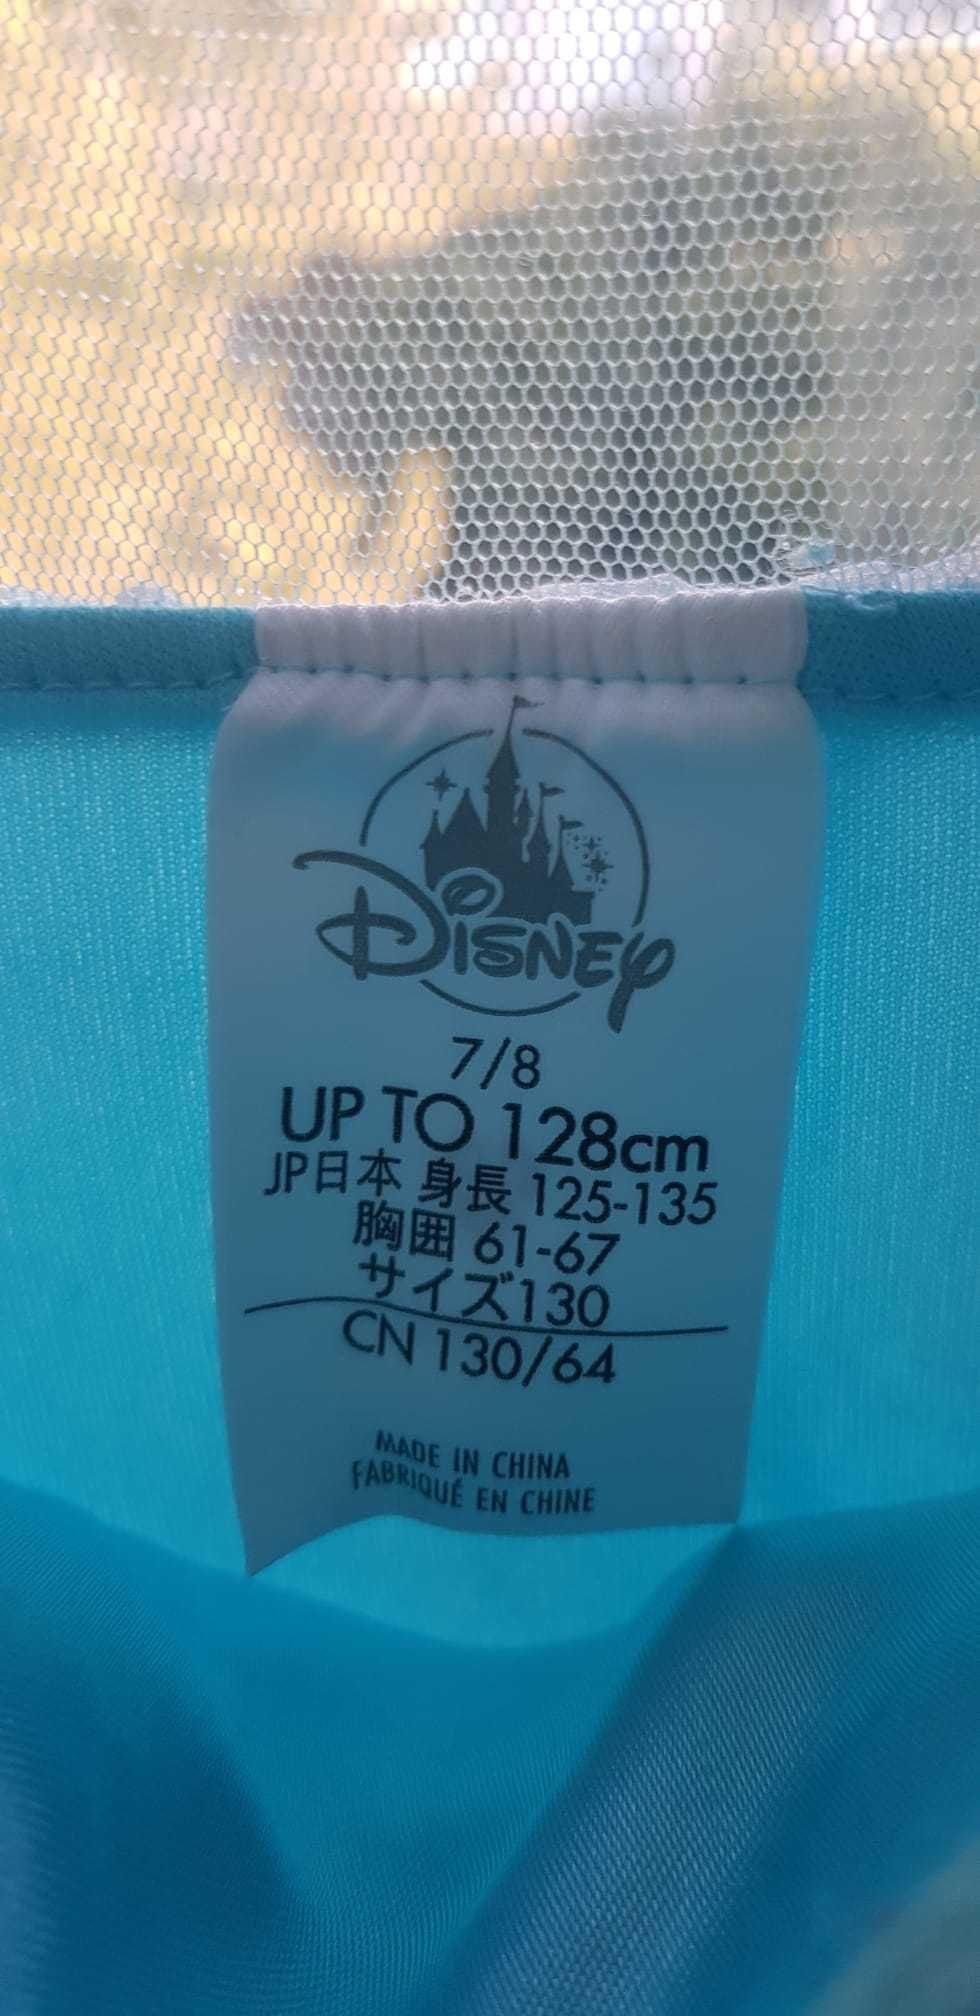 Disney
7/8
UP TO 128cm
JP日本 身長 125-135
胸囲 61-67
サイズ130
CN 130/64
MADE IN CHINA
FABRIQUÉ EN CHINE